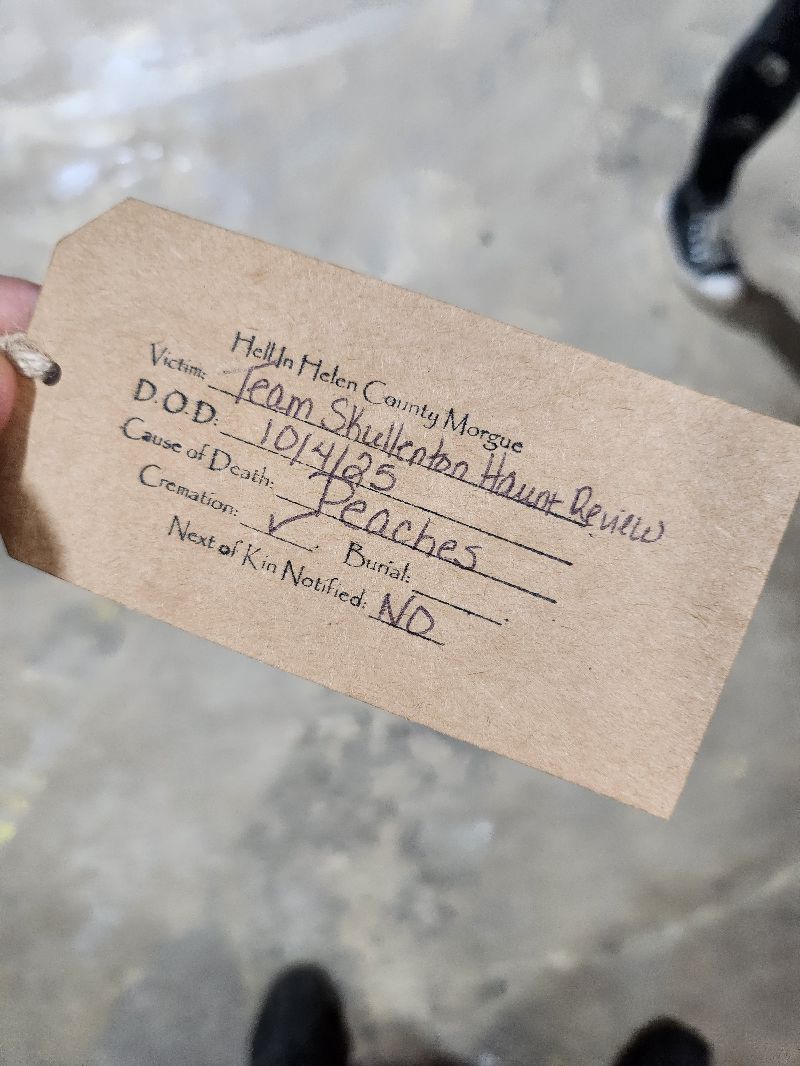 Hell In Helen County Morgue
Victim: Team Skullenton Haunt Review
D.O.D: 10/4/25
Cause of Death: Peaches
Cremation: ✓ Burial:
Next of Kin Notified: NO